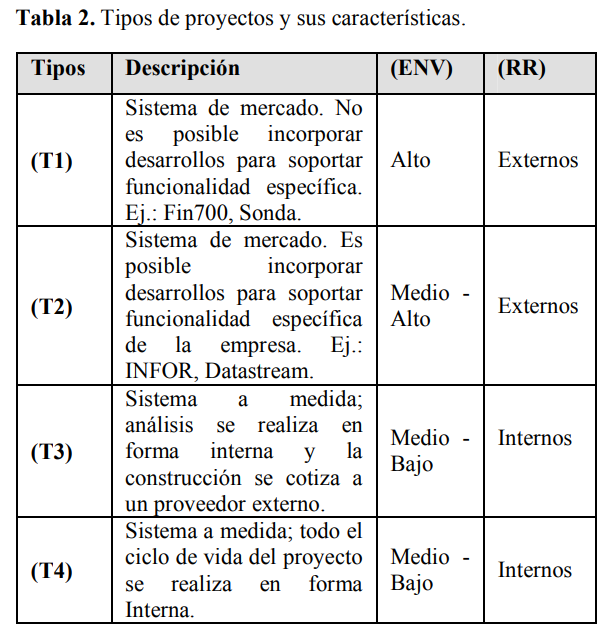 Tabla 2. Tipos de proyectos y sus características.
Tipos Descripción (ENV) (RR)
(T1)
Sistema de mercado. No
es posible incorporar
desarrollos para soportar
funcionalidad específica.
Ej.: Fin700, Sonda.
Alto
Externos
(T2)
Sistema de mercado. Es
posible incorporar
desarrollos para soportar
funcionalidad específica
de la empresa. Ej.:
INFOR, Datastream.
Medio -
Alto
Externos
(T3)
Sistema a medida;
análisis se realiza en
forma interna y la
construcción se cotiza a
un proveedor externo.
Medio -
Bajo
Internos
(T4)
Sistema a medida; todo el
ciclo de vida del proyecto
se realiza en forma
Interna.
Medio -
Bajo
Internos